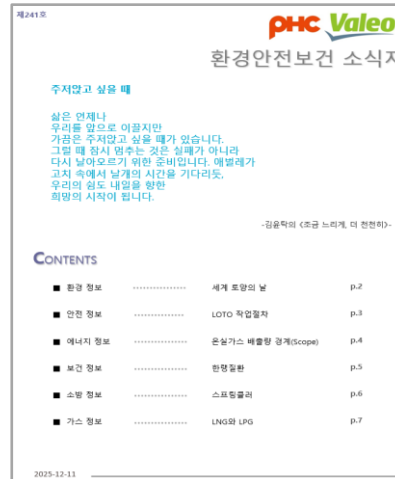 제241호
PHC Valeo
환경안전보건 소식지
주저앉고 싶을 때
삶은 언제나
우리를 앞으로 이끌지만
가끔은 주저앉고 싶을 때가 있습니다.
그럴 때 잠시 멈추는 것은 실패가 아니라
다시 날아오르기 위한 준비입니다. 애벌레가
고치 속에서 날개의 시간을 기다리듯,
우리의 쉼도 내일을 향한
희망의 시작이 됩니다.
-김윤탁의 《조금 느리게, 더 천천히》-
CONTENTS
■ 환경 정보 ················ 세계 토양의 날 p.2
■ 안전 정보 ··············· LOTO 작업절차 p.3
■ 에너지 정보 ··············· 온실가스 배출량 경계(Scope) p.4
■ 보건 정보 ················ 한랭질환 p.5
■ 소방 정보 ················ 스프링클러 p.6
■ 가스 정보 ················ LNG와 LPG p.7
2025-12-11